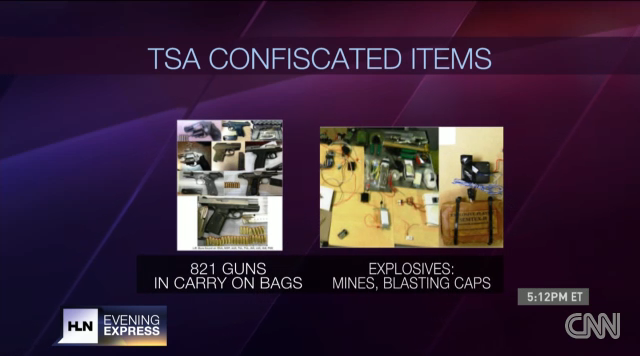 TSA CONFISCATED ITEMS
821 GUNS
IN CARRY ON BAGS
EXPLOSIVES:
MINES, BLASTING CAPS
5:12PM ET
HLN
EVENING
EXPRESS
CNN